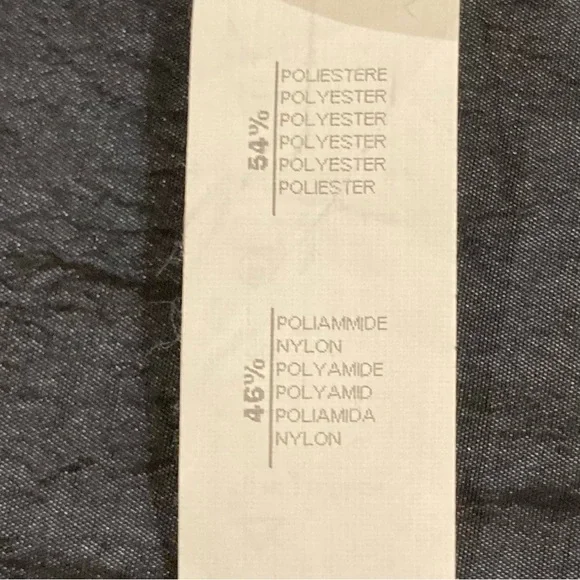 54%
POLIESTERE
POLYESTER
POLYESTER
POLYESTER
POLYESTER
POLIESTER
46%
POLIAMMIDE
NYLON
POLYAMIDE
POLYAMID
POLIAMIDA
NYLON